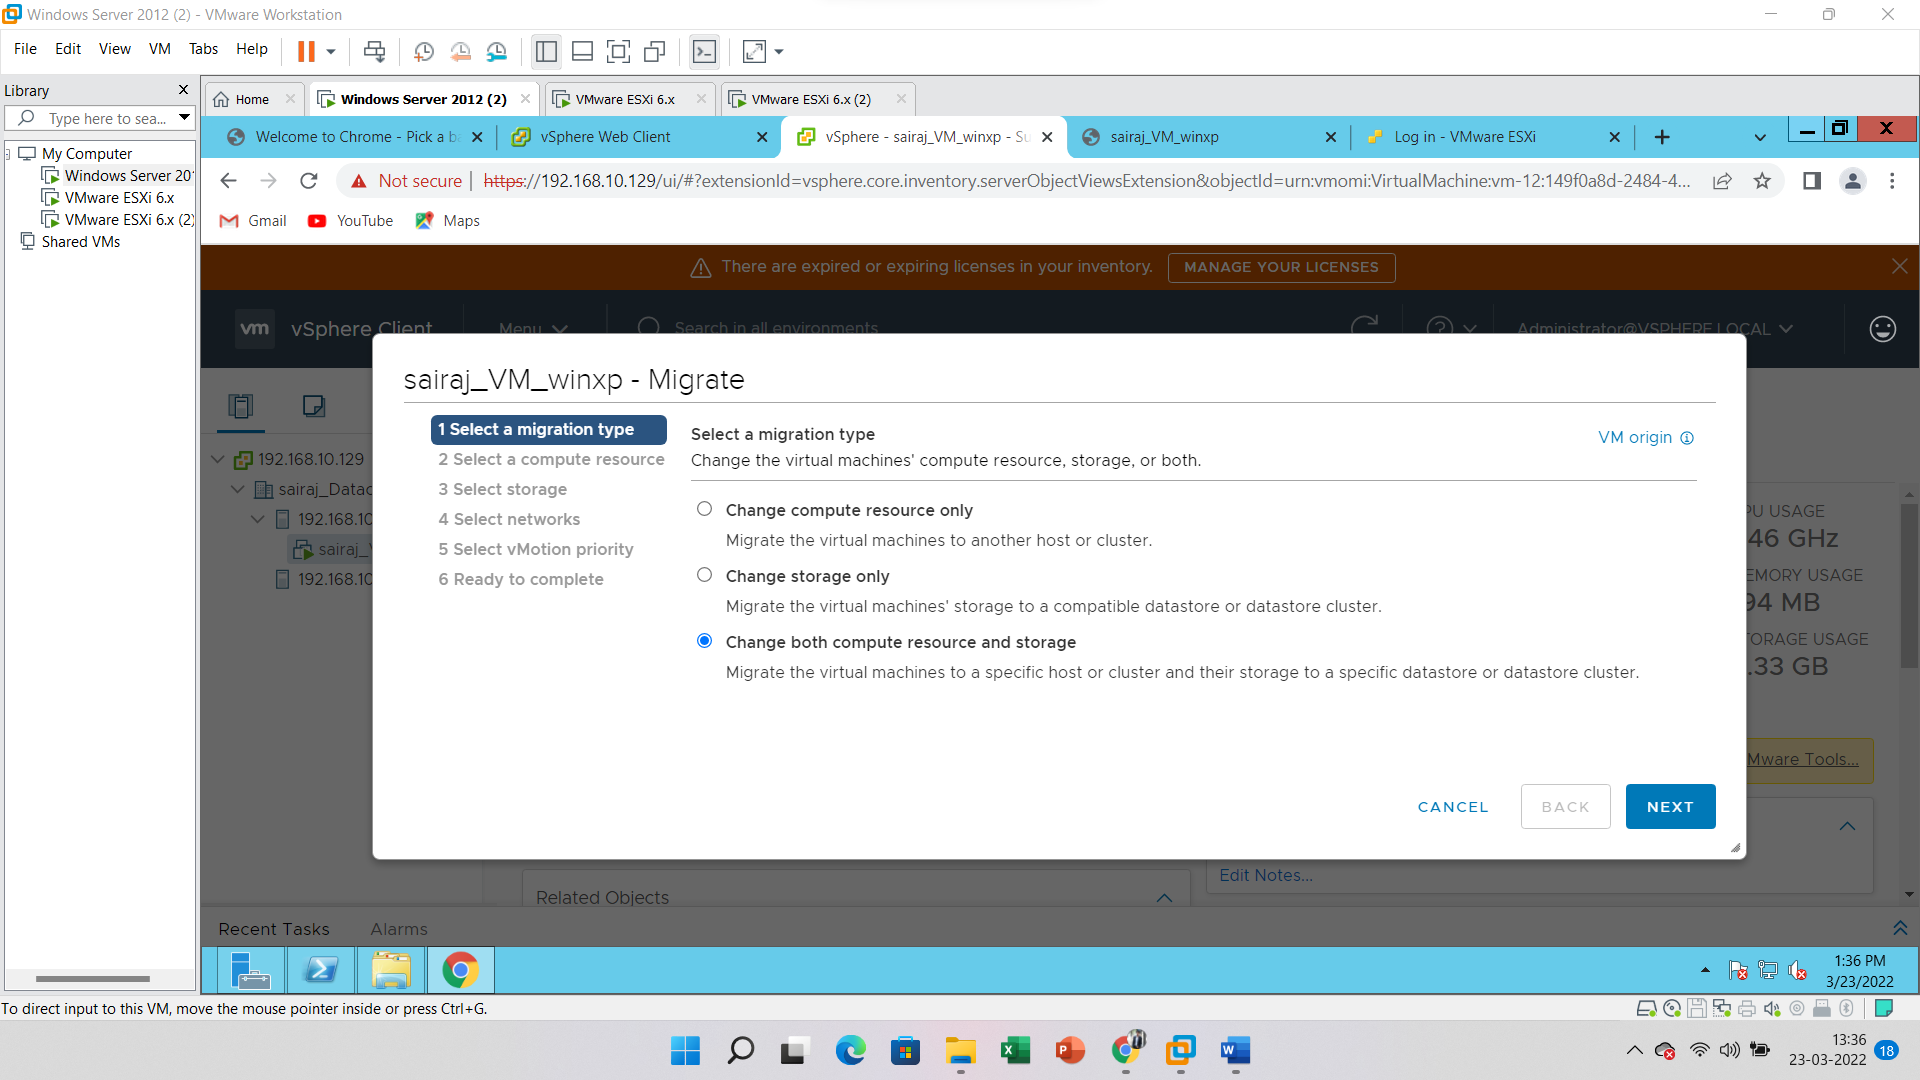 Windows Server 2012 (2) - VMware Workstation
File Edit View VM Tabs Help
Library
Type here to sea...
My Computer
Windows Server 20
VMware ESXi 6.x
VMware ESXi 6.x (2)
Shared VMs
Home
Windows Server 2012 (2)
VMware ESXi 6.x
VMware ESXi 6.x (2)
Welcome to Chrome - Pick a b
vSphere Web Client
vSphere - sairaj_VM_winxp - Su
sairaj_VM_winxp
Log in - VMware ESXi
Not secure
https://192.168.10.129/ui/#?extensionId=vsphere.core.inventory.serverObjectViewsExtension&objectId=urn:vmomi:VirtualMachine:vm-12:149f0a8d-2484-4...
Gmail
YouTube
Maps
There are expired or expiring licenses in your inventory.
MANAGE YOUR LICENSES
vm
vSphere Client
Menu
Search in all environments
Administrator@VSPHERE.LOCAL
192.168.10.129
sairaj_Datac
192.168.10
sairaj_V
192.168.10
sairaj_VM_winxp - Migrate
1 Select a migration type
2 Select a compute resource
3 Select storage
4 Select networks
5 Select vMotion priority
6 Ready to complete
Select a migration type
Change the virtual machines' compute resource, storage, or both.
VM origin
Change compute resource only
Migrate the virtual machines to another host or cluster.
Change storage only
Migrate the virtual machines' storage to a compatible datastore or datastore cluster.
Change both compute resource and storage
Migrate the virtual machines to a specific host or cluster and their storage to a specific datastore or datastore cluster.
CANCEL
BACK
NEXT
PU USAGE
46 GHz
EMORY USAGE
94 MB
TORAGE USAGE
.33 GB
Mware Tools...
Edit Notes...
Related Objects
Recent Tasks
Alarms
1:36 PM
3/23/2022
To direct input to this VM, move the mouse pointer inside or press Ctrl+G.
13:36
23-03-2022
18